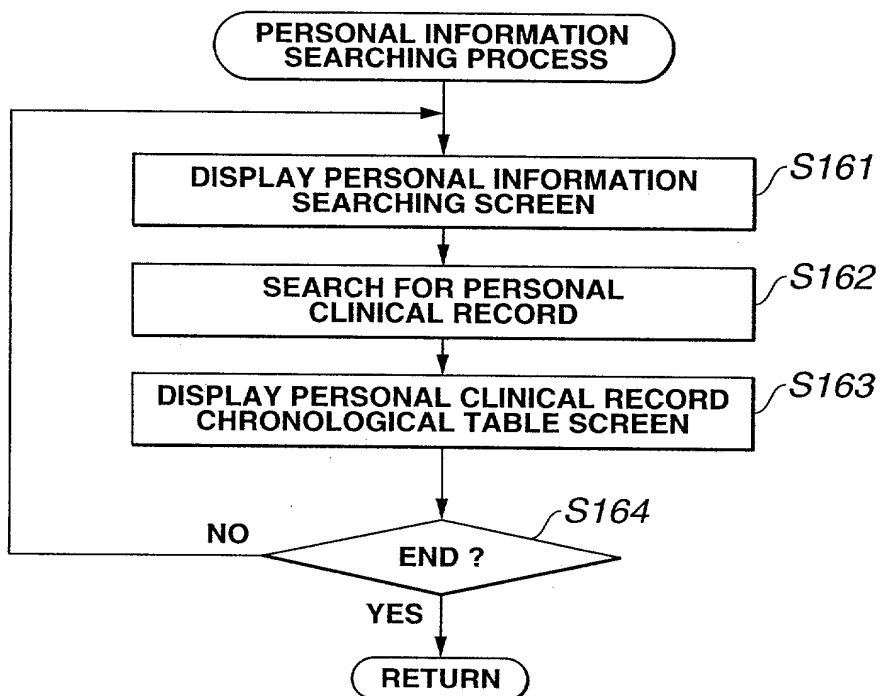 PERSONAL INFORMATION
SEARCHING PROCESS
DISPLAY PERSONAL INFORMATION
SEARCHING SCREEN
S161
SEARCH FOR PERSONAL
CLINICAL RECORD
S162
DISPLAY PERSONAL CLINICAL RECORD
CHRONOLOGICAL TABLE SCREEN
S163
S164
NO
END ?
YES
RETURN